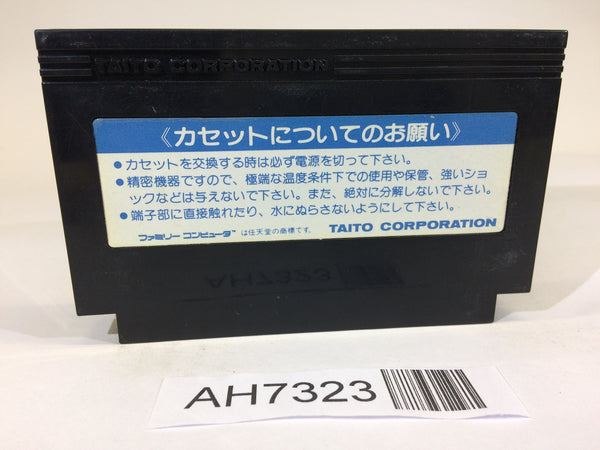 TAITO CORPORATION
《カセットについてのお願い》
●カセットを交換する時は必ず電源を切って下さい。
●精密機器ですので、極端な温度条件下での使用や保管、強いショ
ックなどは与えないで下さい。また、絶対に分解しないで下さい。
●端子部に直接触れたり、水にぬらさないようにして下さい。
ファミリーコンピュータ™は任天堂の商標です。 TAITO CORPORATION
AH7323
AH7323